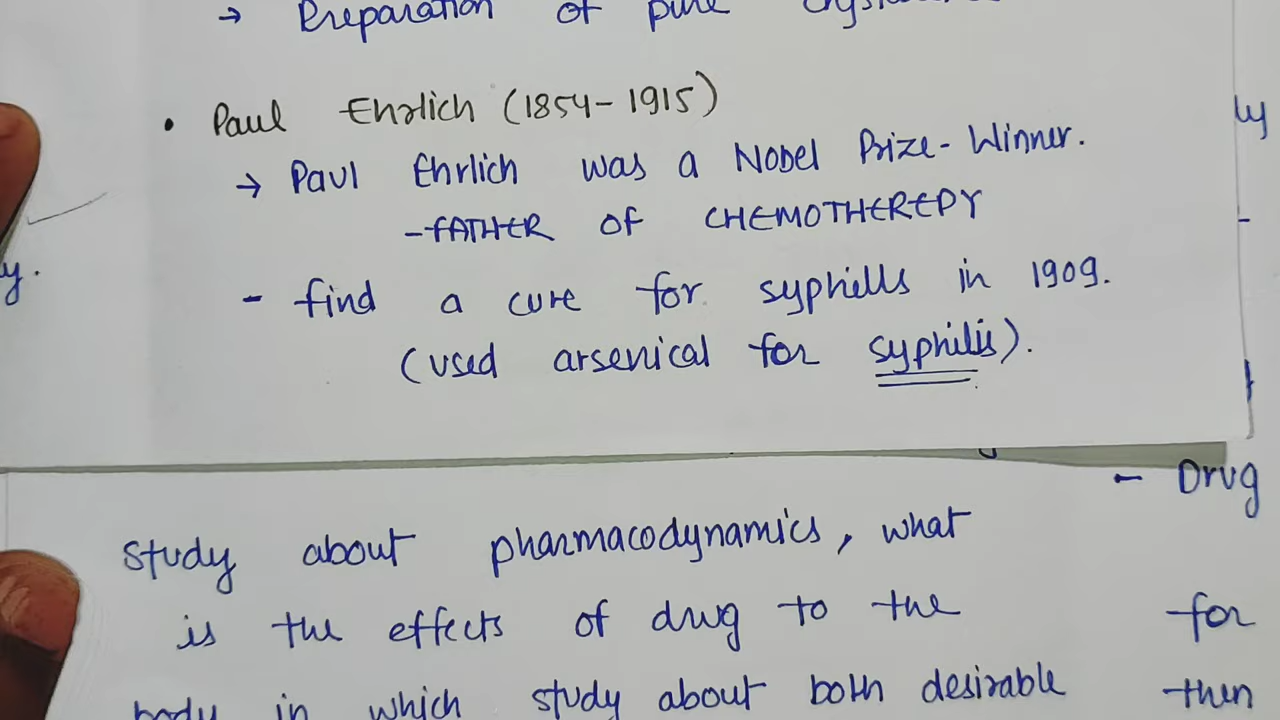 → Preparation of pure
• Paul Ehrlich (1854-1915)
→ Paul Ehrlich was a Nobel Prize-Winner.
-FATHER OF CHEMOTHEREPY
- find a cure for syphills in 1909.
(used arsenical for syphilis).
ly
-
y.
- Drug
study about pharmacodynamics, what
is the effects of drug to the
for
body in which study about both desirable
then